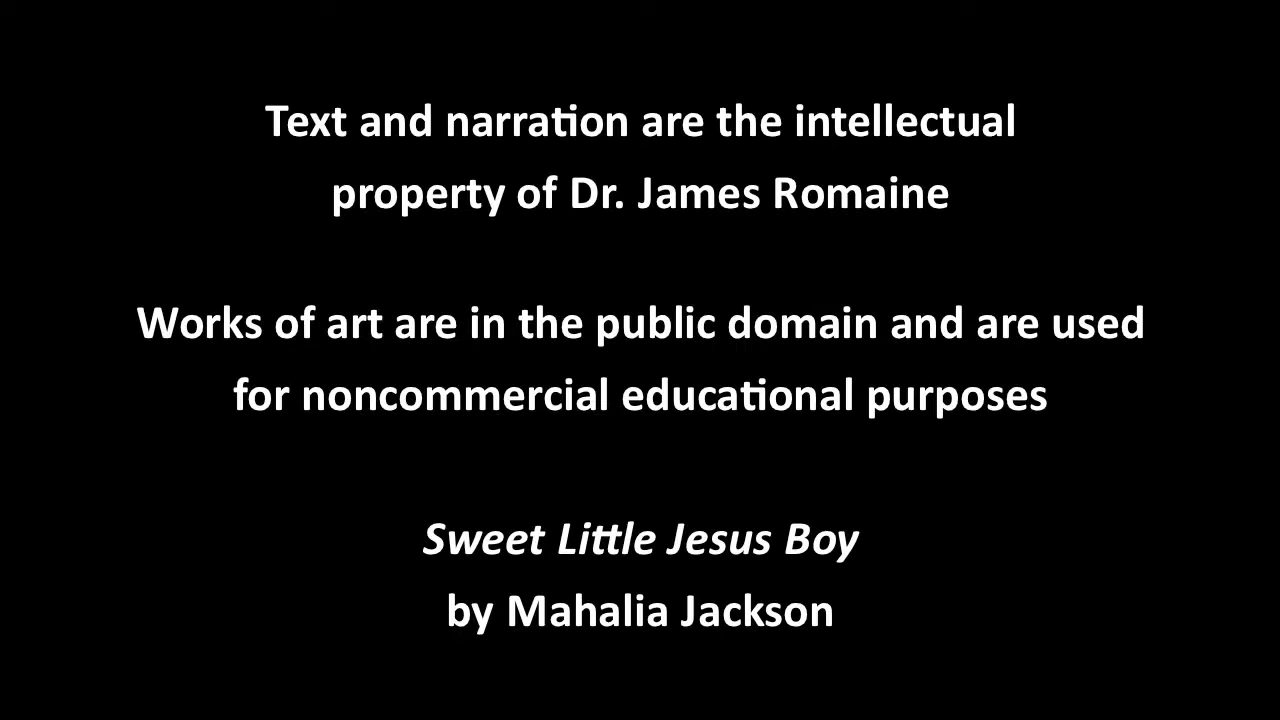 Text and narration are the intellectual
property of Dr. James Romaine
Works of art are in the public domain and are used
for noncommercial educational purposes
Sweet Little Jesus Boy
by Mahalia Jackson